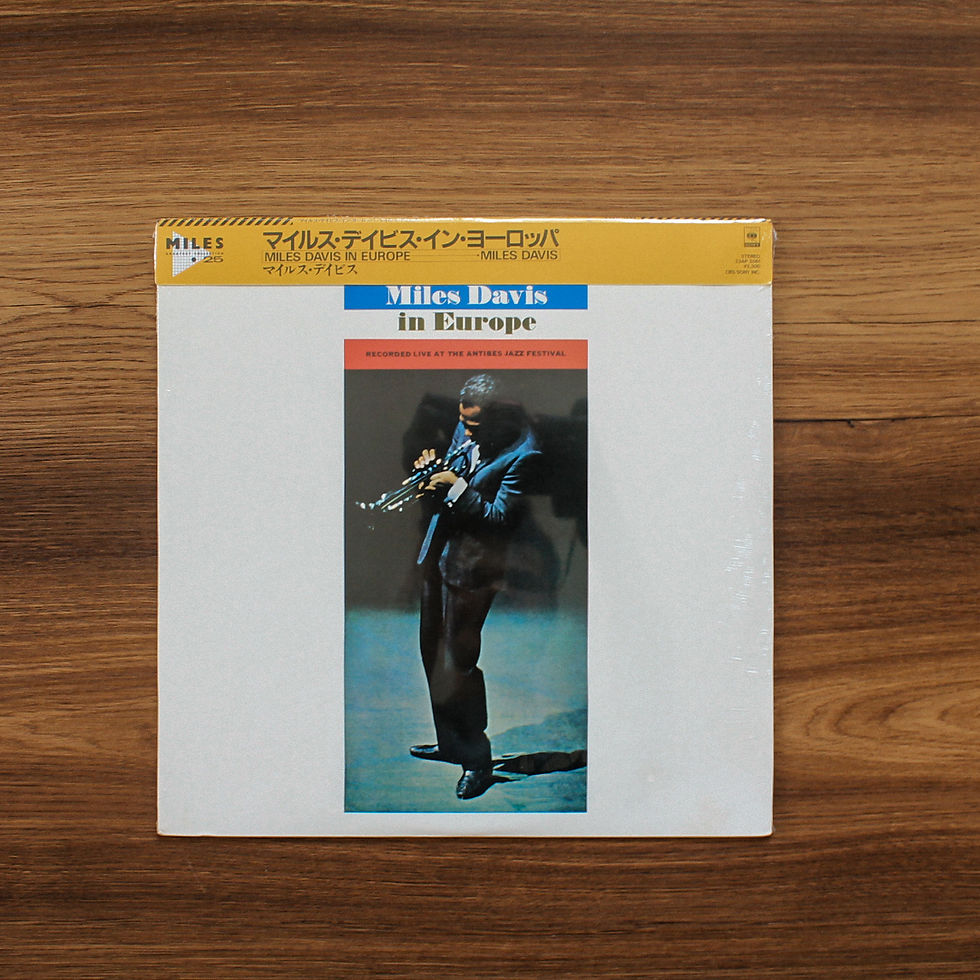 MILES
25
マイルス・デイビス・イン・ヨーロッパ
MILES DAVIS IN EUROPE ・MILES DAVIS
マイルス・デイビス
STEREO
CBS/SONY INC.
Miles Davis
in Europe
RECORDED LIVE AT THE ANTIBES JAZZ FESTIVAL